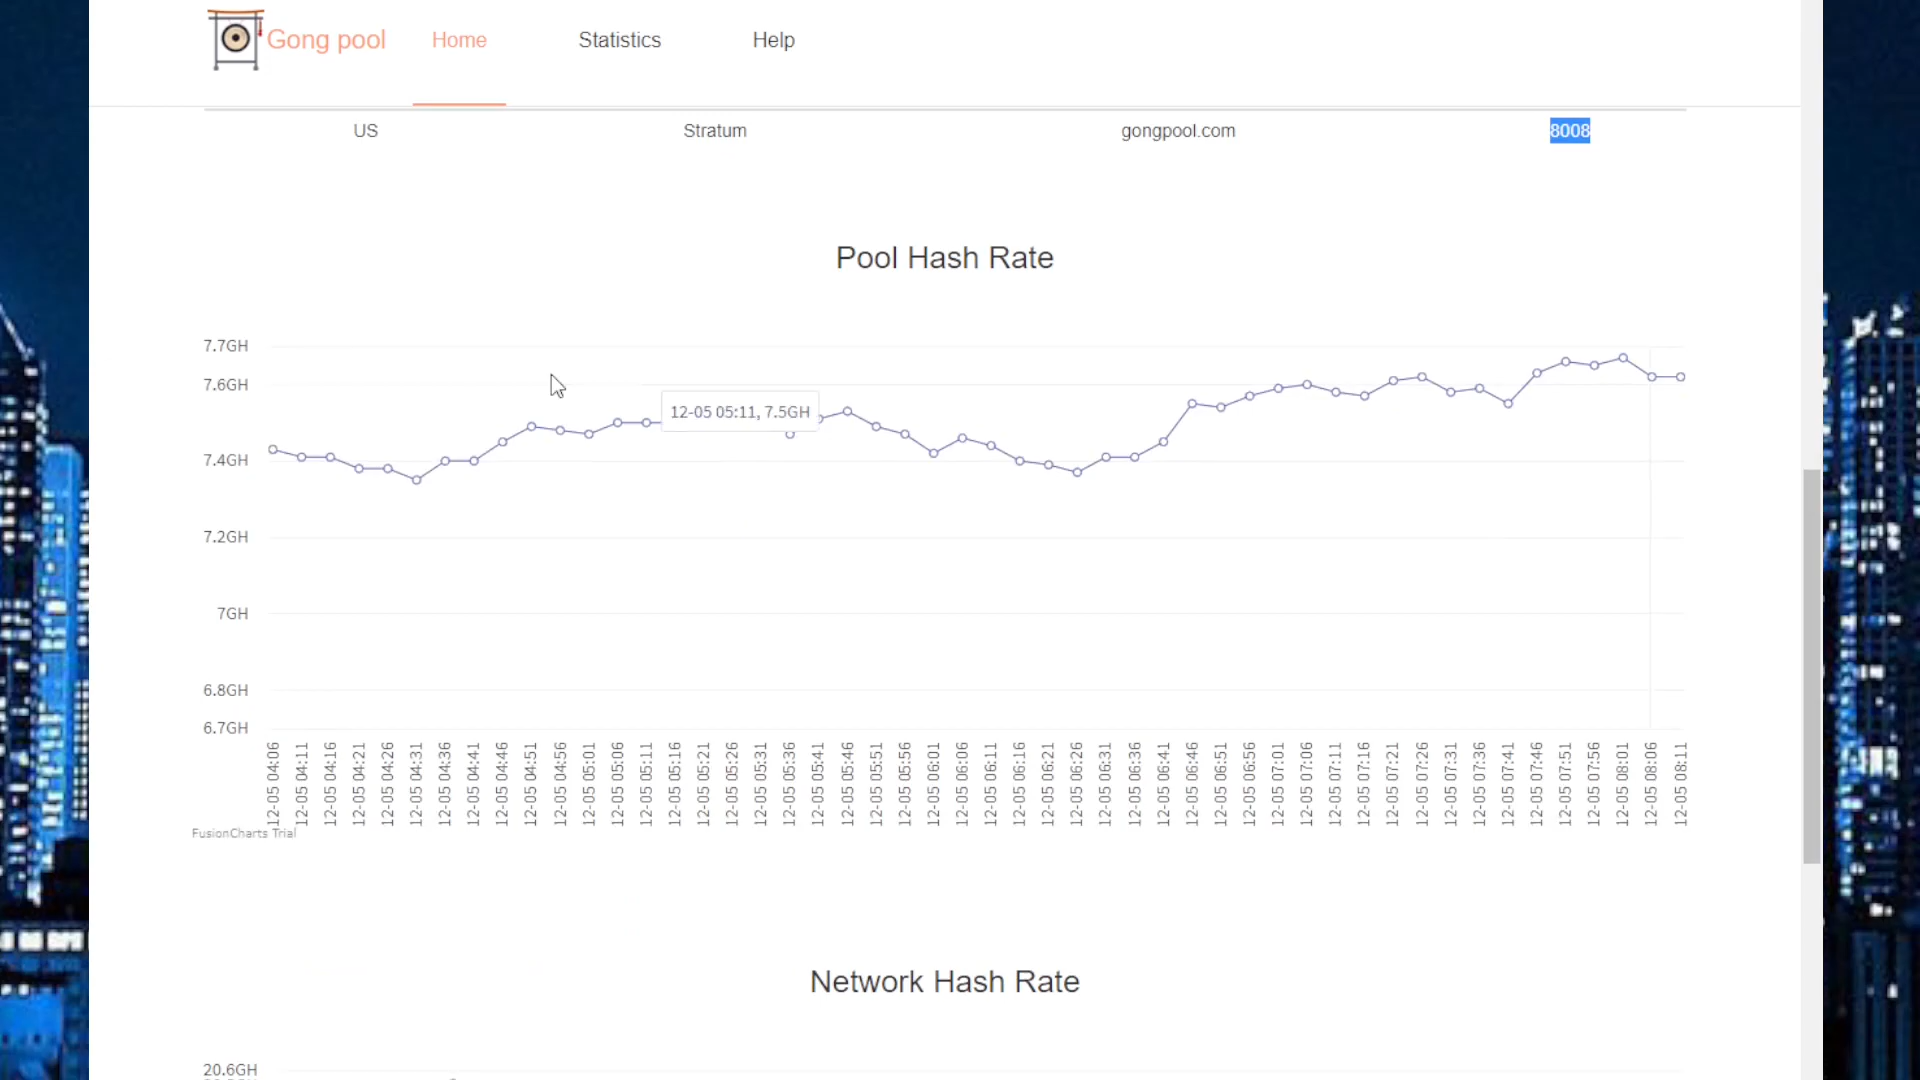 Gong pool
Home
Statistics
Help
US
Stratum
gongpool.com
8008
Pool Hash Rate
7.7GH
7.6GH
12-05 05:11, 7.5GH
7.4GH
7.2GH
7GH
6.8GH
6.7GH
12-05 04:06
12-05 04:11
12-05 04:16
12-05 04:21
12-05 04:26
12-05 04:31
12-05 04:36
12-05 04:41
12-05 04:46
12-05 04:51
12-05 04:56
12-05 05:01
12-05 05:06
12-05 05:11
12-05 05:16
12-05 05:21
12-05 05:26
12-05 05:31
12-05 05:36
12-05 05:41
12-05 05:46
12-05 05:51
12-05 05:56
12-05 06:01
12-05 06:06
12-05 06:11
12-05 06:16
12-05 06:21
12-05 06:26
12-05 06:31
12-05 06:36
12-05 06:41
12-05 06:46
12-05 06:51
12-05 06:56
12-05 07:01
12-05 07:06
12-05 07:11
12-05 07:16
12-05 07:21
12-05 07:26
12-05 07:31
12-05 07:36
12-05 07:41
12-05 07:46
12-05 07:51
12-05 07:56
12-05 08:01
12-05 08:06
12-05 08:11
FusionCharts Trial
Network Hash Rate
20.6GH